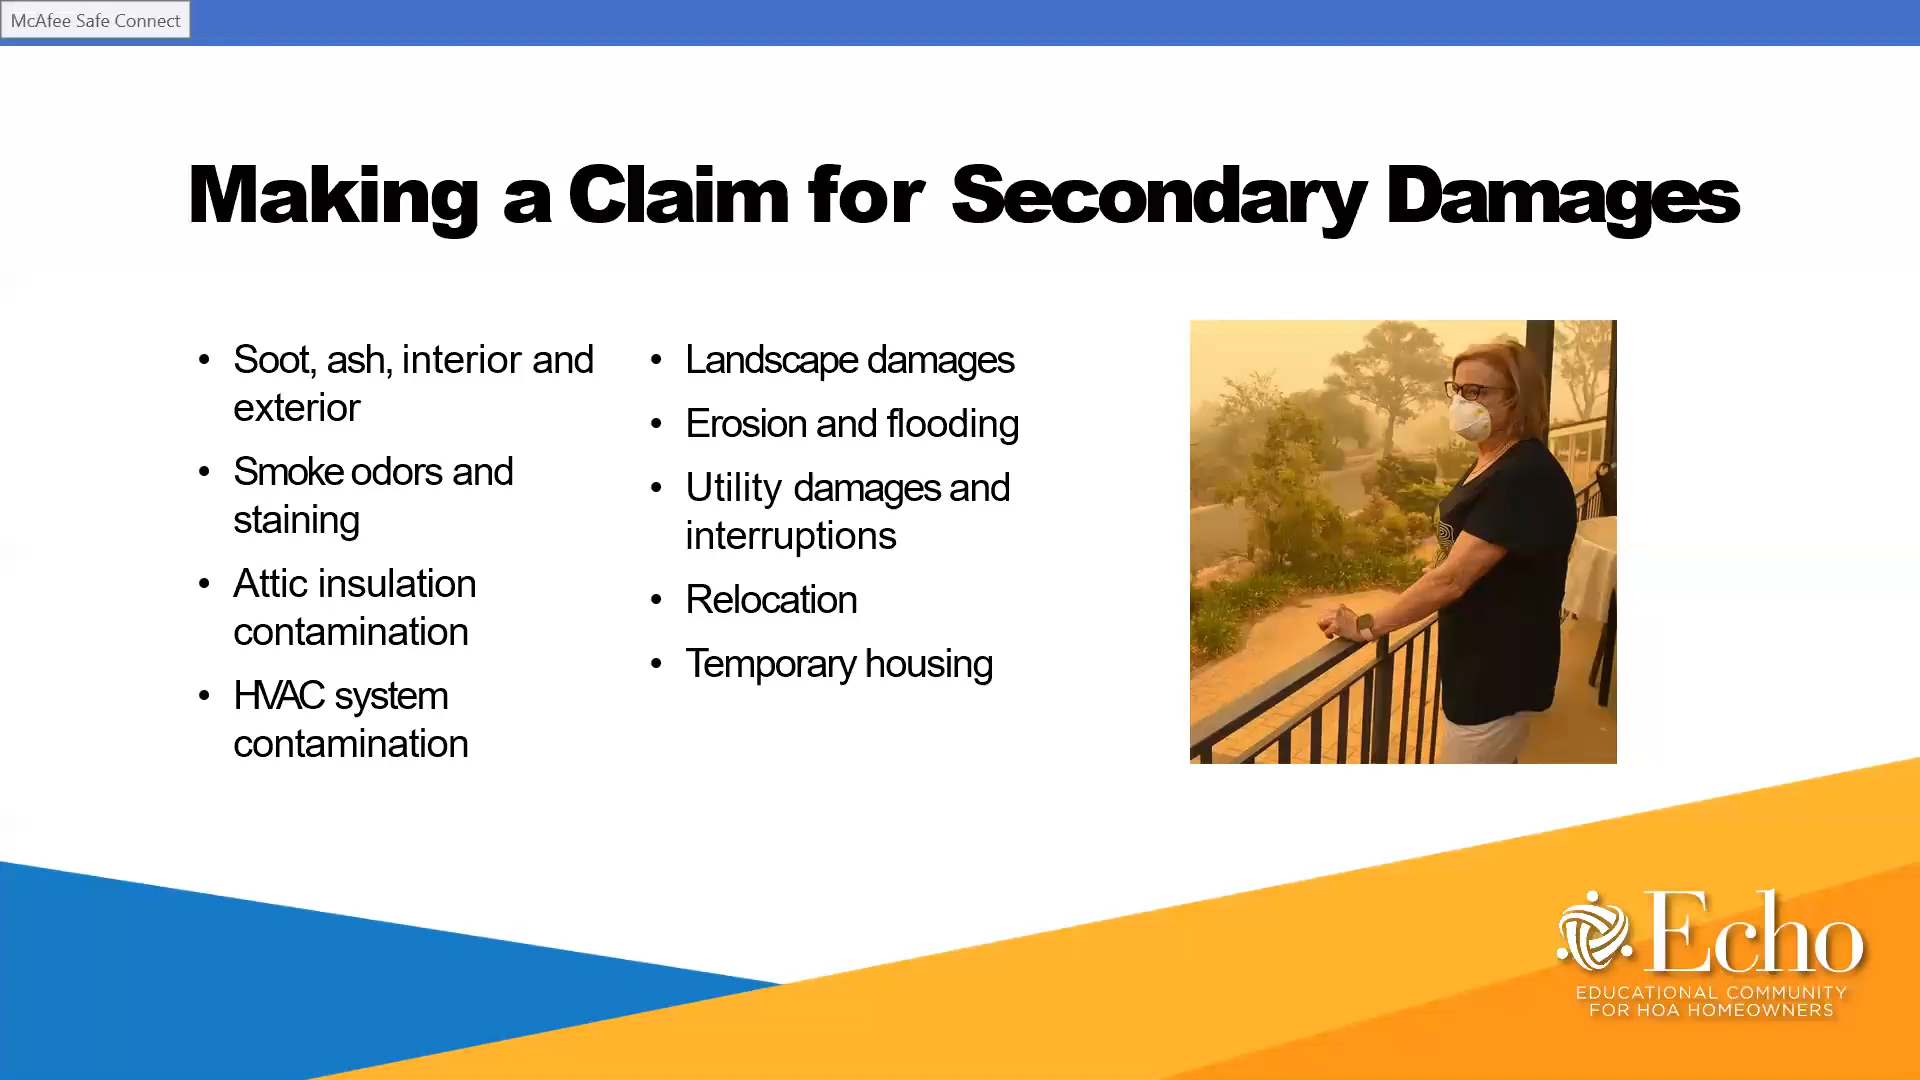 McAfee Safe Connect
Making a Claim for Secondary Damages
• Soot, ash, interior and
exterior
• Smoke odors and
staining
• Attic insulation
contamination
• HVAC system
contamination
• Landscape damages
• Erosion and flooding
• Utility damages and
interruptions
• Relocation
• Temporary housing
Echo
EDUCATIONAL COMMUNITY
FOR HOA HOMEOWNERS